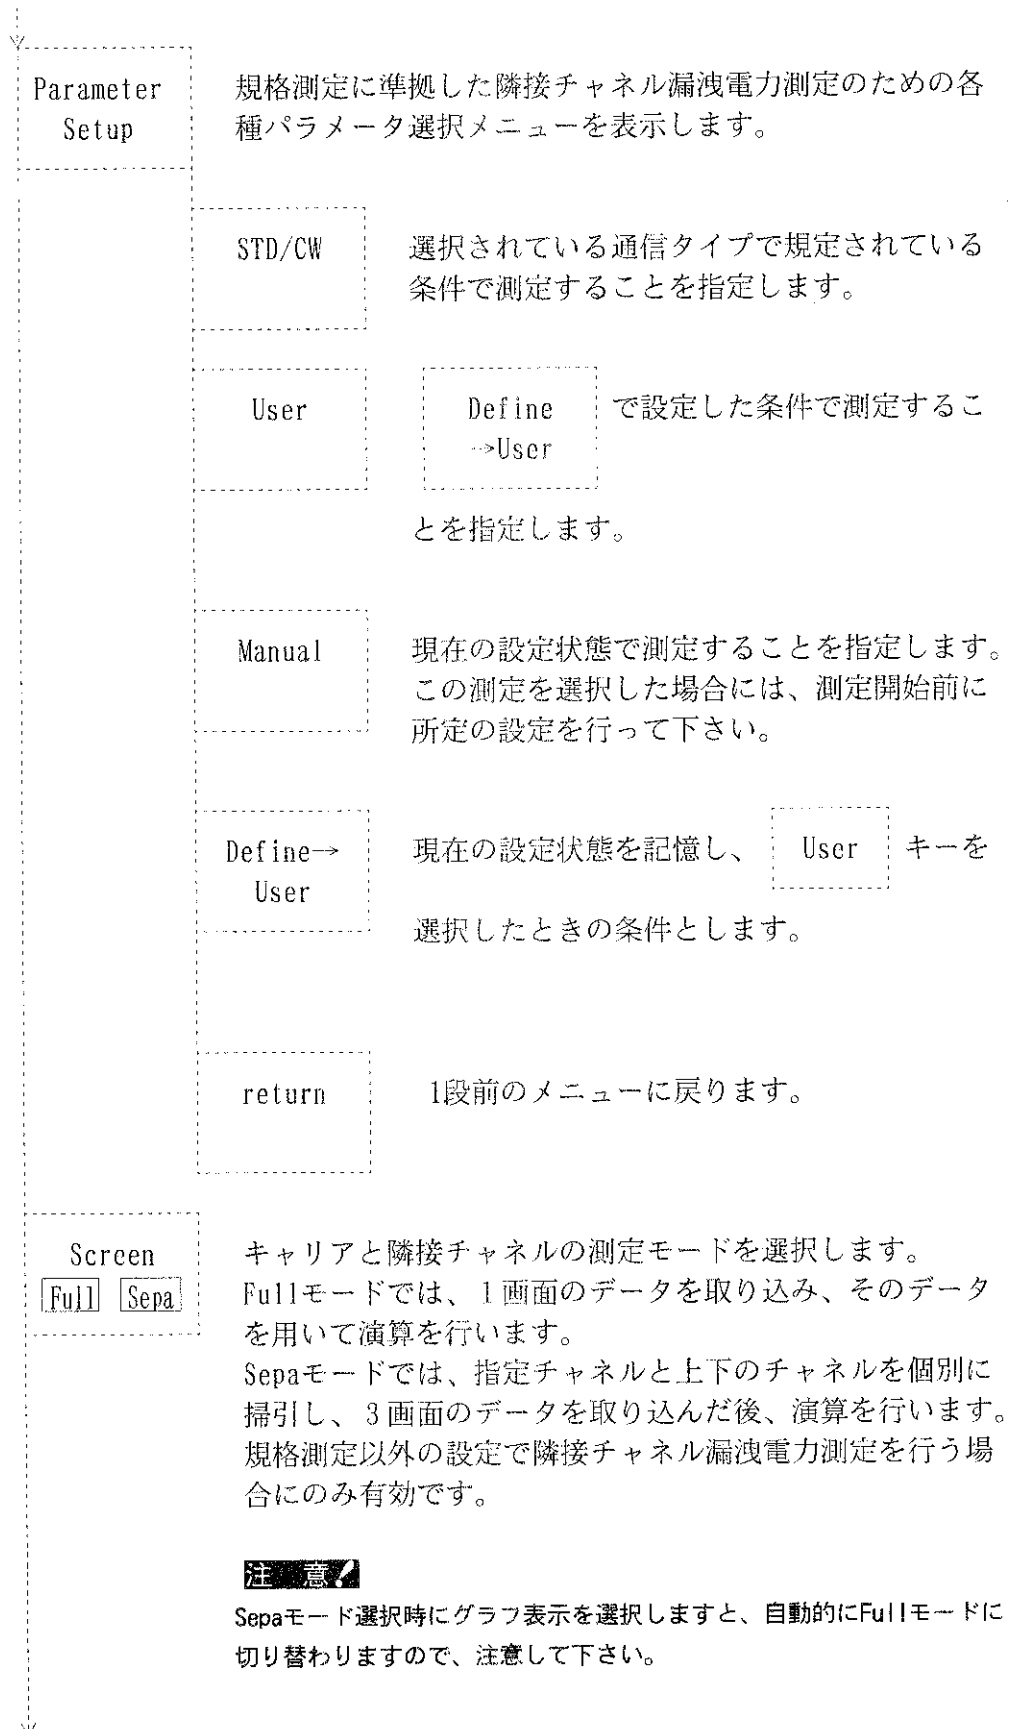 Parameter
Setup
規格測定に準拠した隣接チャネル漏洩電力測定のための各
種パラメータ選択メニューを表示します。
STD/CW
選択されている通信タイプで規定されている
条件で測定することを指定します。
User
Define
→User
で設定した条件で測定するこ
とを指定します。
Manual
現在の設定状態で測定することを指定します。
この測定を選択した場合には、測定開始前に
所定の設定を行って下さい。
Define→
User
現在の設定状態を記憶し、 User キーを
選択したときの条件とします。
return
1段前のメニューに戻ります。
Screen
Full Sepa
キャリアと隣接チャネルの測定モードを選択します。
Fullモードでは、1画面のデータを取り込み、そのデータ
を用いて演算を行います。
Sepaモードでは、指定チャネルと上下のチャネルを個別に
掃引し、3画面のデータを取り込んだ後、演算を行います。
規格測定以外の設定で隣接チャネル漏洩電力測定を行う場
合にのみ有効です。
注 意
Sepaモード選択時にグラフ表示を選択しますと、自動的にFullモードに
切り替わりますので、注意して下さい。